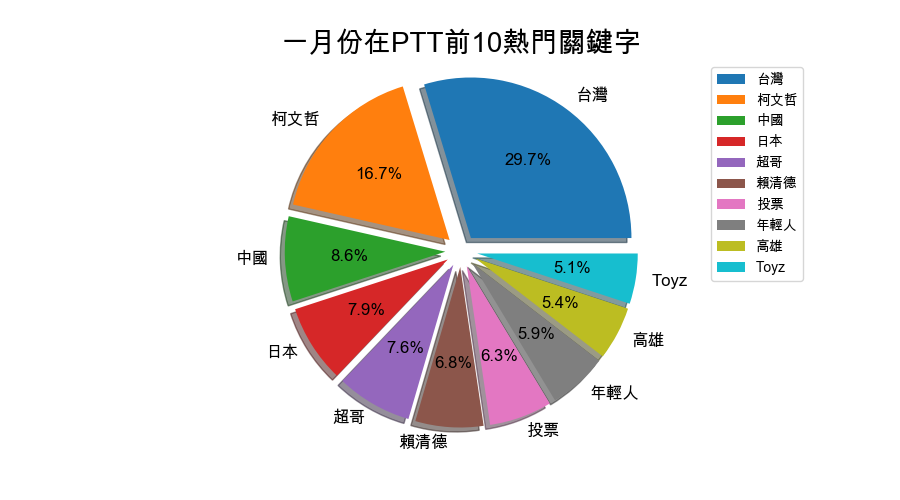 一月份在PTT前10熱門關鍵字
台灣
29.7%
柯文哲
16.7%
中國
8.6%
日本
7.9%
超哥
7.6%
賴清德
6.8%
投票
6.3%
年輕人
5.9%
高雄
5.4%
Toyz
5.1%
台灣
柯文哲
中國
日本
超哥
賴清德
投票
年輕人
高雄
Toyz